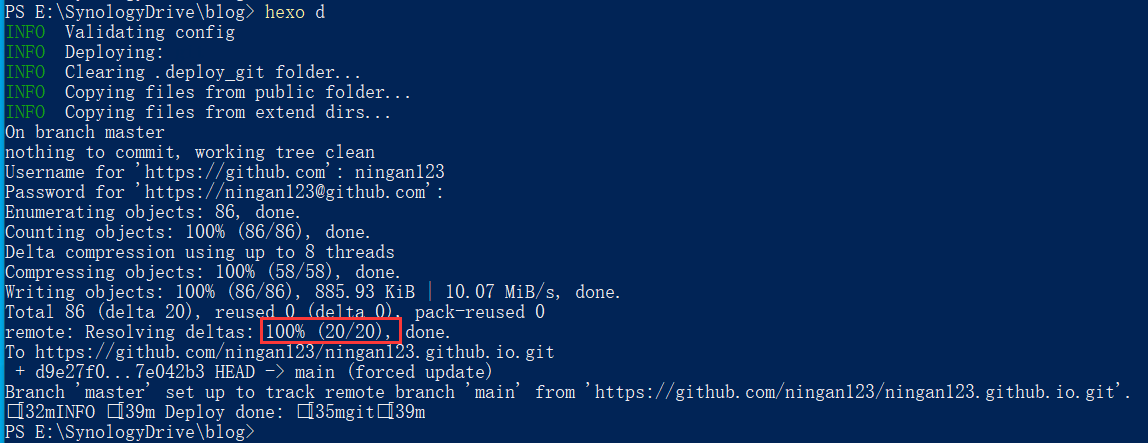 PS E:\SynologyDrive\blog> hexo d
INFO  Validating config
INFO  Deploying:
INFO  Clearing .deploy_git folder...
INFO  Copying files from public folder...
INFO  Copying files from extend dirs...
On branch master
nothing to commit, working tree clean
Username for 'https://github.com': ningan123
Password for 'https://ningan123@github.com':
Enumerating objects: 86, done.
Counting objects: 100% (86/86), done.
Delta compression using up to 8 threads
Compressing objects: 100% (58/58), done.
Writing objects: 100% (86/86), 885.93 KiB | 10.07 MiB/s, done.
Total 86 (delta 20), reused 0 (delta 0), pack-reused 0
remote: Resolving deltas: 100% (20/20), done.
To https://github.com/ningan123/ningan123.github.io.git
 + d9e27f0...7e042b3 HEAD -> main (forced update)
Branch 'master' set up to track remote branch 'main' from 'https://github.com/ningan123/ningan123.github.io.git'.
□[32mINFO □[39m Deploy done: □[35mgit□[39m
PS E:\SynologyDrive\blog>